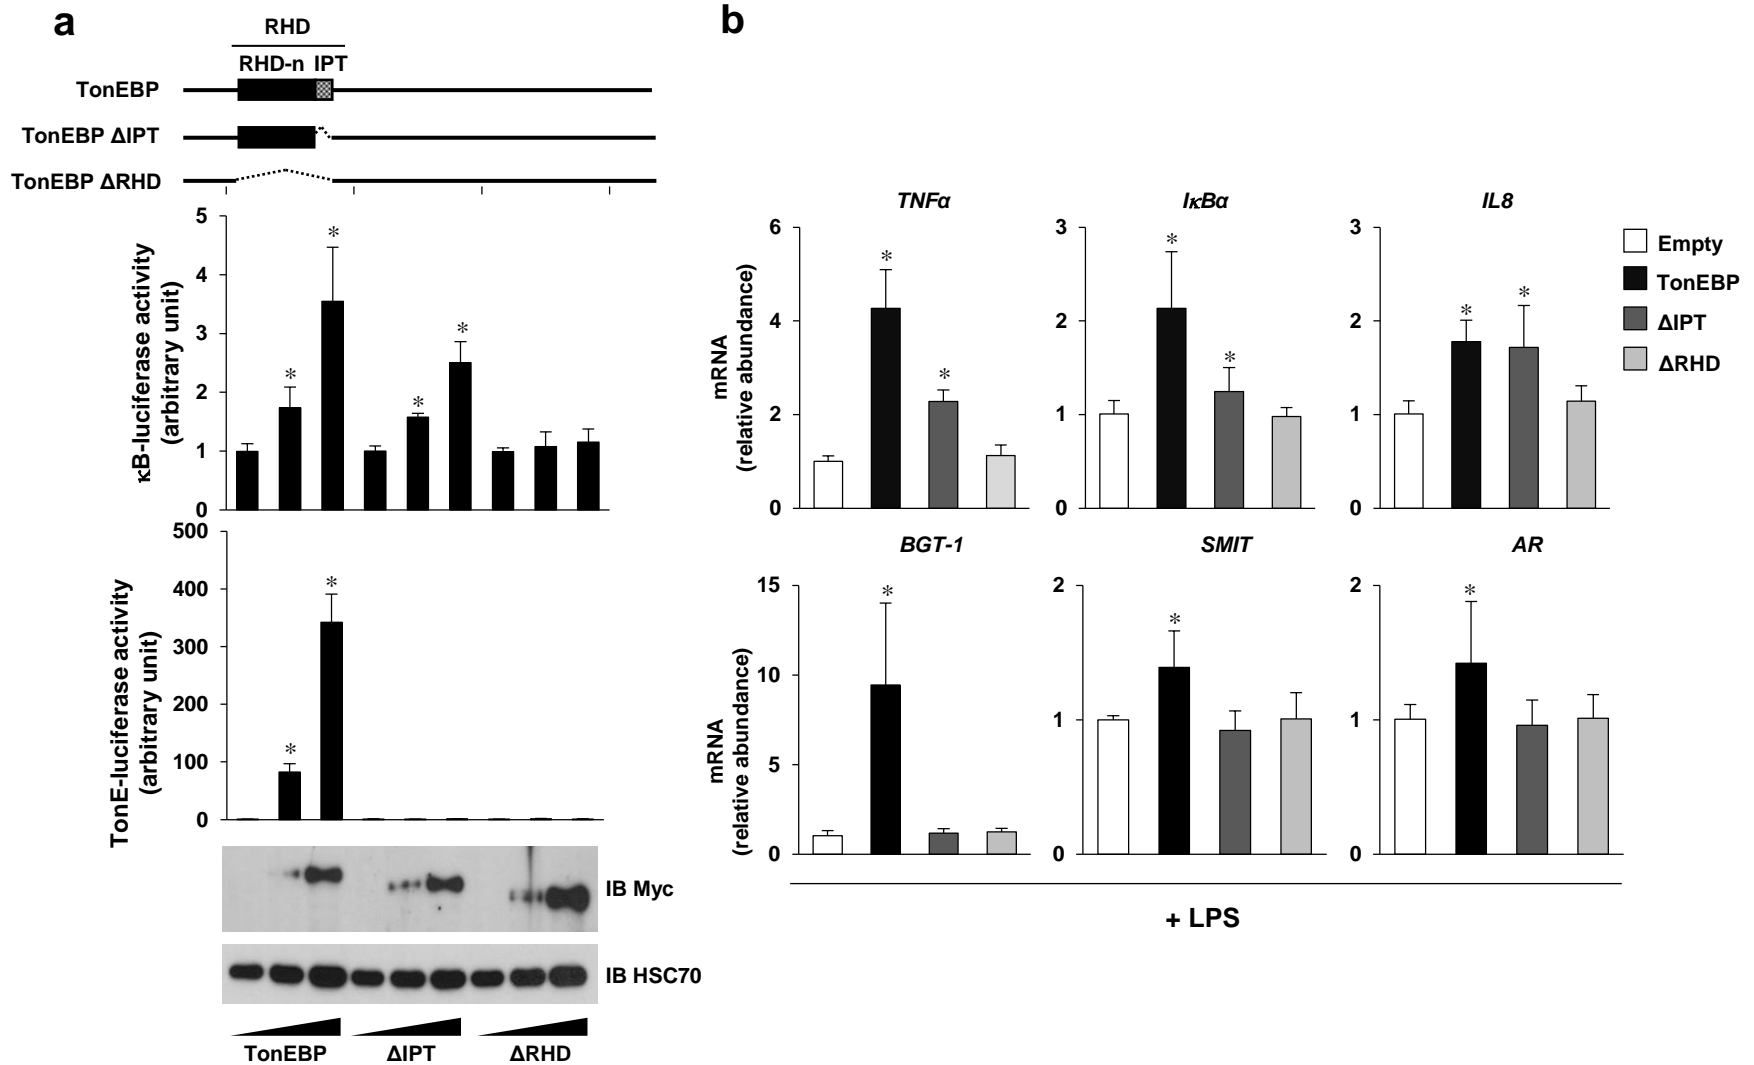 a
RHD
RHD-n IPT
TonEBP
TonEBP ΔIPT
TonEBP ΔRHD
κB-luciferase activity
(arbitrary unit)
5
4
3
2
1
0
*
*
*
*
TonE-luciferase activity
(arbitrary unit)
500
400
300
200
100
0
*
*
IB Myc
IB HSC70
TonEBP ΔIPT ΔRHD
b
TNFα
mRNA
(relative abundance)
6
4
2
0
*
*
IκBα
3
2
1
0
*
*
IL8
3
2
1
0
*
*
Empty
TonEBP
ΔIPT
ΔRHD
BGT-1
mRNA
(relative abundance)
15
10
5
0
*
SMIT
2
1
0
*
AR
2
1
0
*
+ LPS